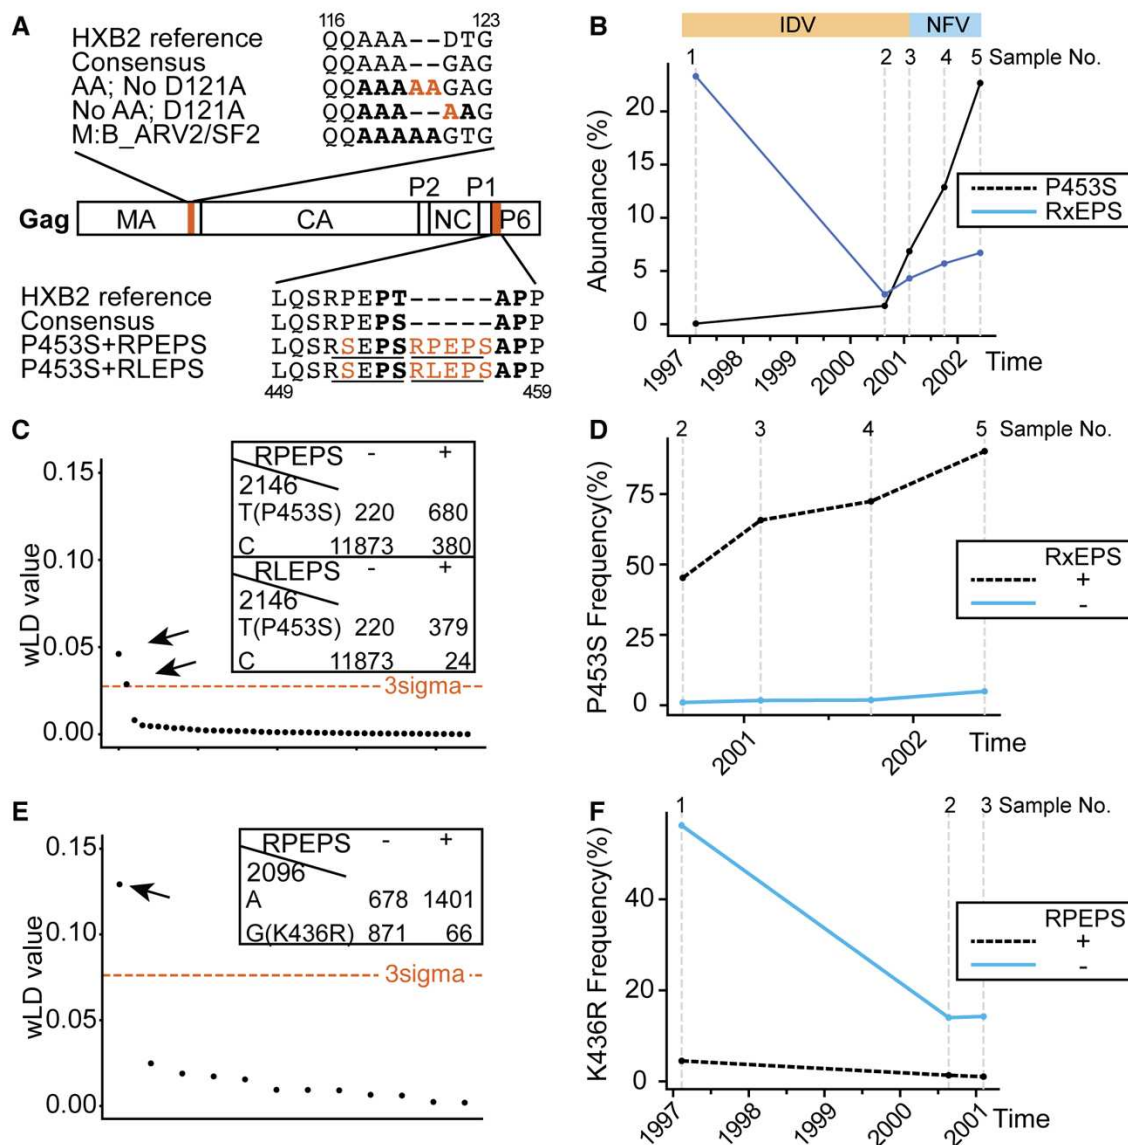 A
116 123
HXB2 reference QQAAA--DTG
Consensus QQAAA--GAG
AA; No D121A QQAAAAAGAG
No AA; D121A QQAAA--AAG
M:B_ARV2/SF2 QQAAAAAGTG
P2 P1
Gag MA CA NC P6
HXB2 reference LQSRPEPT-----APP
Consensus LQSRPEPS-----APP
P453S+RPEPS LQSRSEPSRPEPSAPP
P453S+RLEPS LQSRSEPSRLEPSAPP
449 459
B
IDV NFV
1 2 3 4 5 Sample No.
Abundance (%)
20
15
10
5
0
P453S
RxEPS
1997 1998 1999 2000 2001 2002 Time
C
wLD value
0.15
0.10
0.05
0.00
RPEPS - +
2146
T(P453S) 220 680
C 11873 380
RLEPS - +
2146
T(P453S) 220 379
C 11873 24
3sigma
D
2 3 4 5 Sample No.
P453S Frequency(%)
75
50
25
0
RxEPS
+
-
2001 2002 Time
E
wLD value
0.15
0.10
0.05
0.00
RPEPS - +
2096
A 678 1401
G(K436R) 871 66
3sigma
F
1 2 3 Sample No.
K436R Frequency(%)
40
20
0
RPEPS
+
-
1997 1998 1999 2000 2001 Time